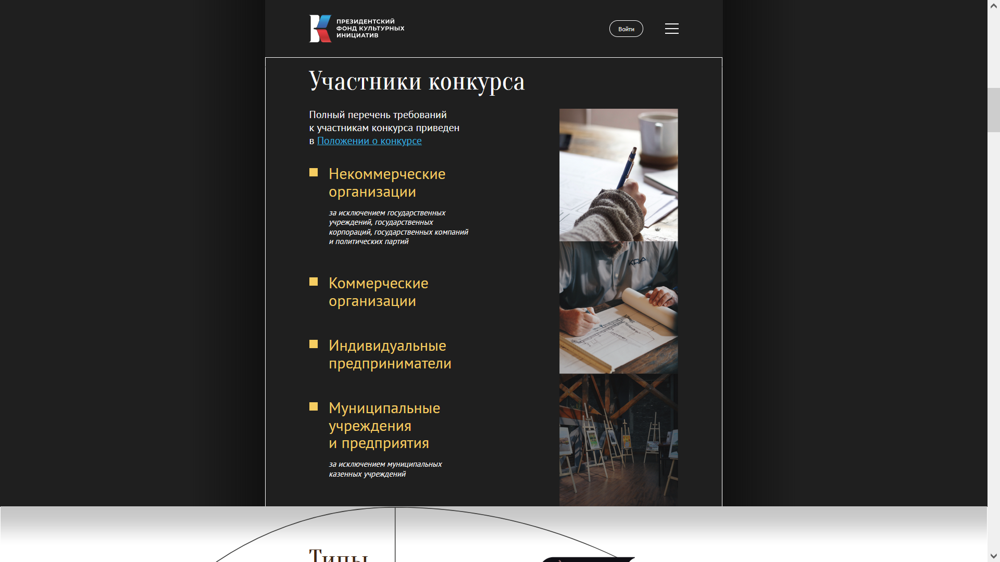 ПРЕЗИДЕНТСКИЙ
ФОНД КУЛЬТУРНЫХ
ИНИЦИАТИВ
Войти
Участники конкурса
Полный перечень требований
к участникам конкурса приведен
в Положении о конкурсе
Некоммерческие
организации
за исключением государственных
учреждений, государственных
корпораций, государственных компаний
и политических партий
Коммерческие
организации
Индивидуальные
предприниматели
Муниципальные
учреждения
и предприятия
за исключением муниципальных
казенных учреждений
KRA
Типы